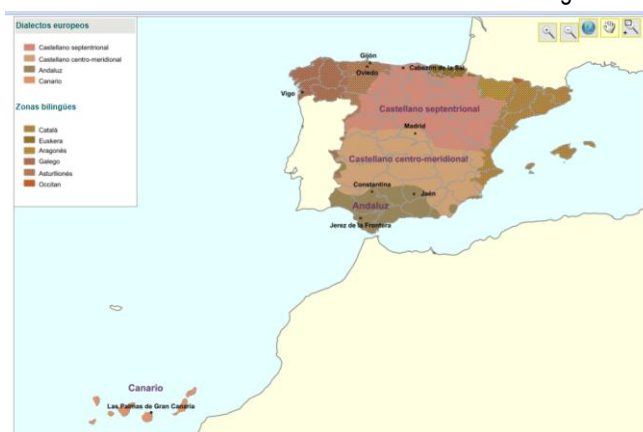 Dialectos europeos
Castellano septentrional
Castellano centro-meridional
Andaluz
Canario
Zonas bilingües
Català
Euskera
Aragonés
Galego
Asturllionés
Occitan
Gijón
Oviedo
Cabezón de la Sal
Vigo
Castellano septentrional
Madrid
Castellano centro-meridional
Constantina
Jaén
Andaluz
Jerez de la Frontera
Canario
Las Palmas de Gran Canaria